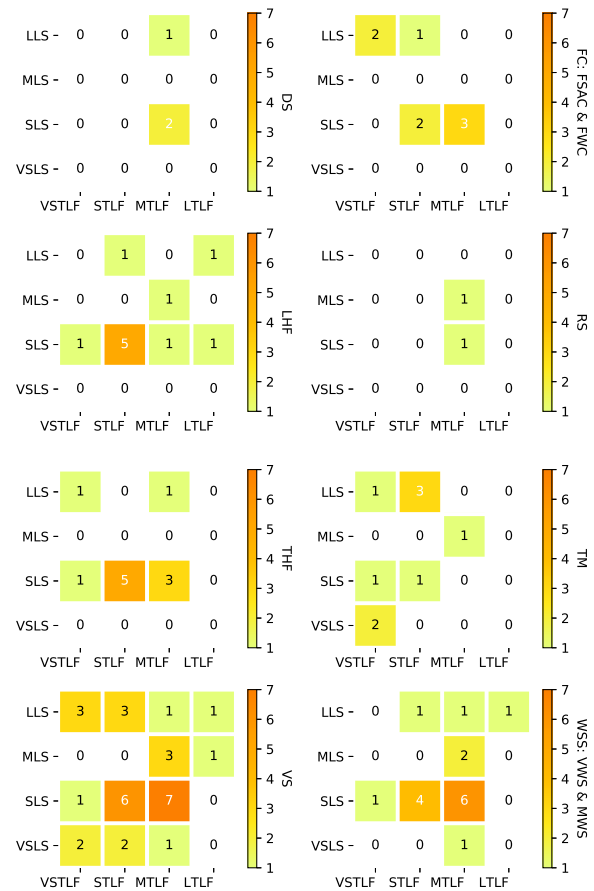 LLS 0 0 1 0
MLS 0 0 0 0
SLS 0 0 2 0
VSLS 0 0 0 0
VSTLF STLF MTLF LTLF
7
6
5
4
3
2
1
DS
LLS 2 1 0 0
MLS 0 0 0 0
SLS 0 2 3 0
VSLS 0 0 0 0
VSTLF STLF MTLF LTLF
7
6
5
4
3
2
1
FC: FSAC & FWC
LLS 0 1 0 1
MLS 0 0 1 0
SLS 1 5 1 1
VSLS 0 0 0 0
VSTLF STLF MTLF LTLF
7
6
5
4
3
2
1
LHF
LLS 0 0 0 0
MLS 0 0 1 0
SLS 0 0 1 0
VSLS 0 0 0 0
VSTLF STLF MTLF LTLF
7
6
5
4
3
2
1
RS
LLS 1 0 1 0
MLS 0 0 0 0
SLS 1 5 3 0
VSLS 0 0 0 0
VSTLF STLF MTLF LTLF
7
6
5
4
3
2
1
THF
LLS 1 3 0 0
MLS 0 0 1 0
SLS 1 1 0 0
VSLS 2 0 0 0
VSTLF STLF MTLF LTLF
7
6
5
4
3
2
1
TM
LLS 3 3 1 1
MLS 0 0 3 1
SLS 1 6 7 0
VSLS 2 2 1 0
VSTLF STLF MTLF LTLF
7
6
5
4
3
2
1
VS
LLS 0 1 1 1
MLS 0 0 2 0
SLS 1 4 6 0
VSLS 0 0 1 0
VSTLF STLF MTLF LTLF
7
6
5
4
3
2
1
WSS: VWS & MWS